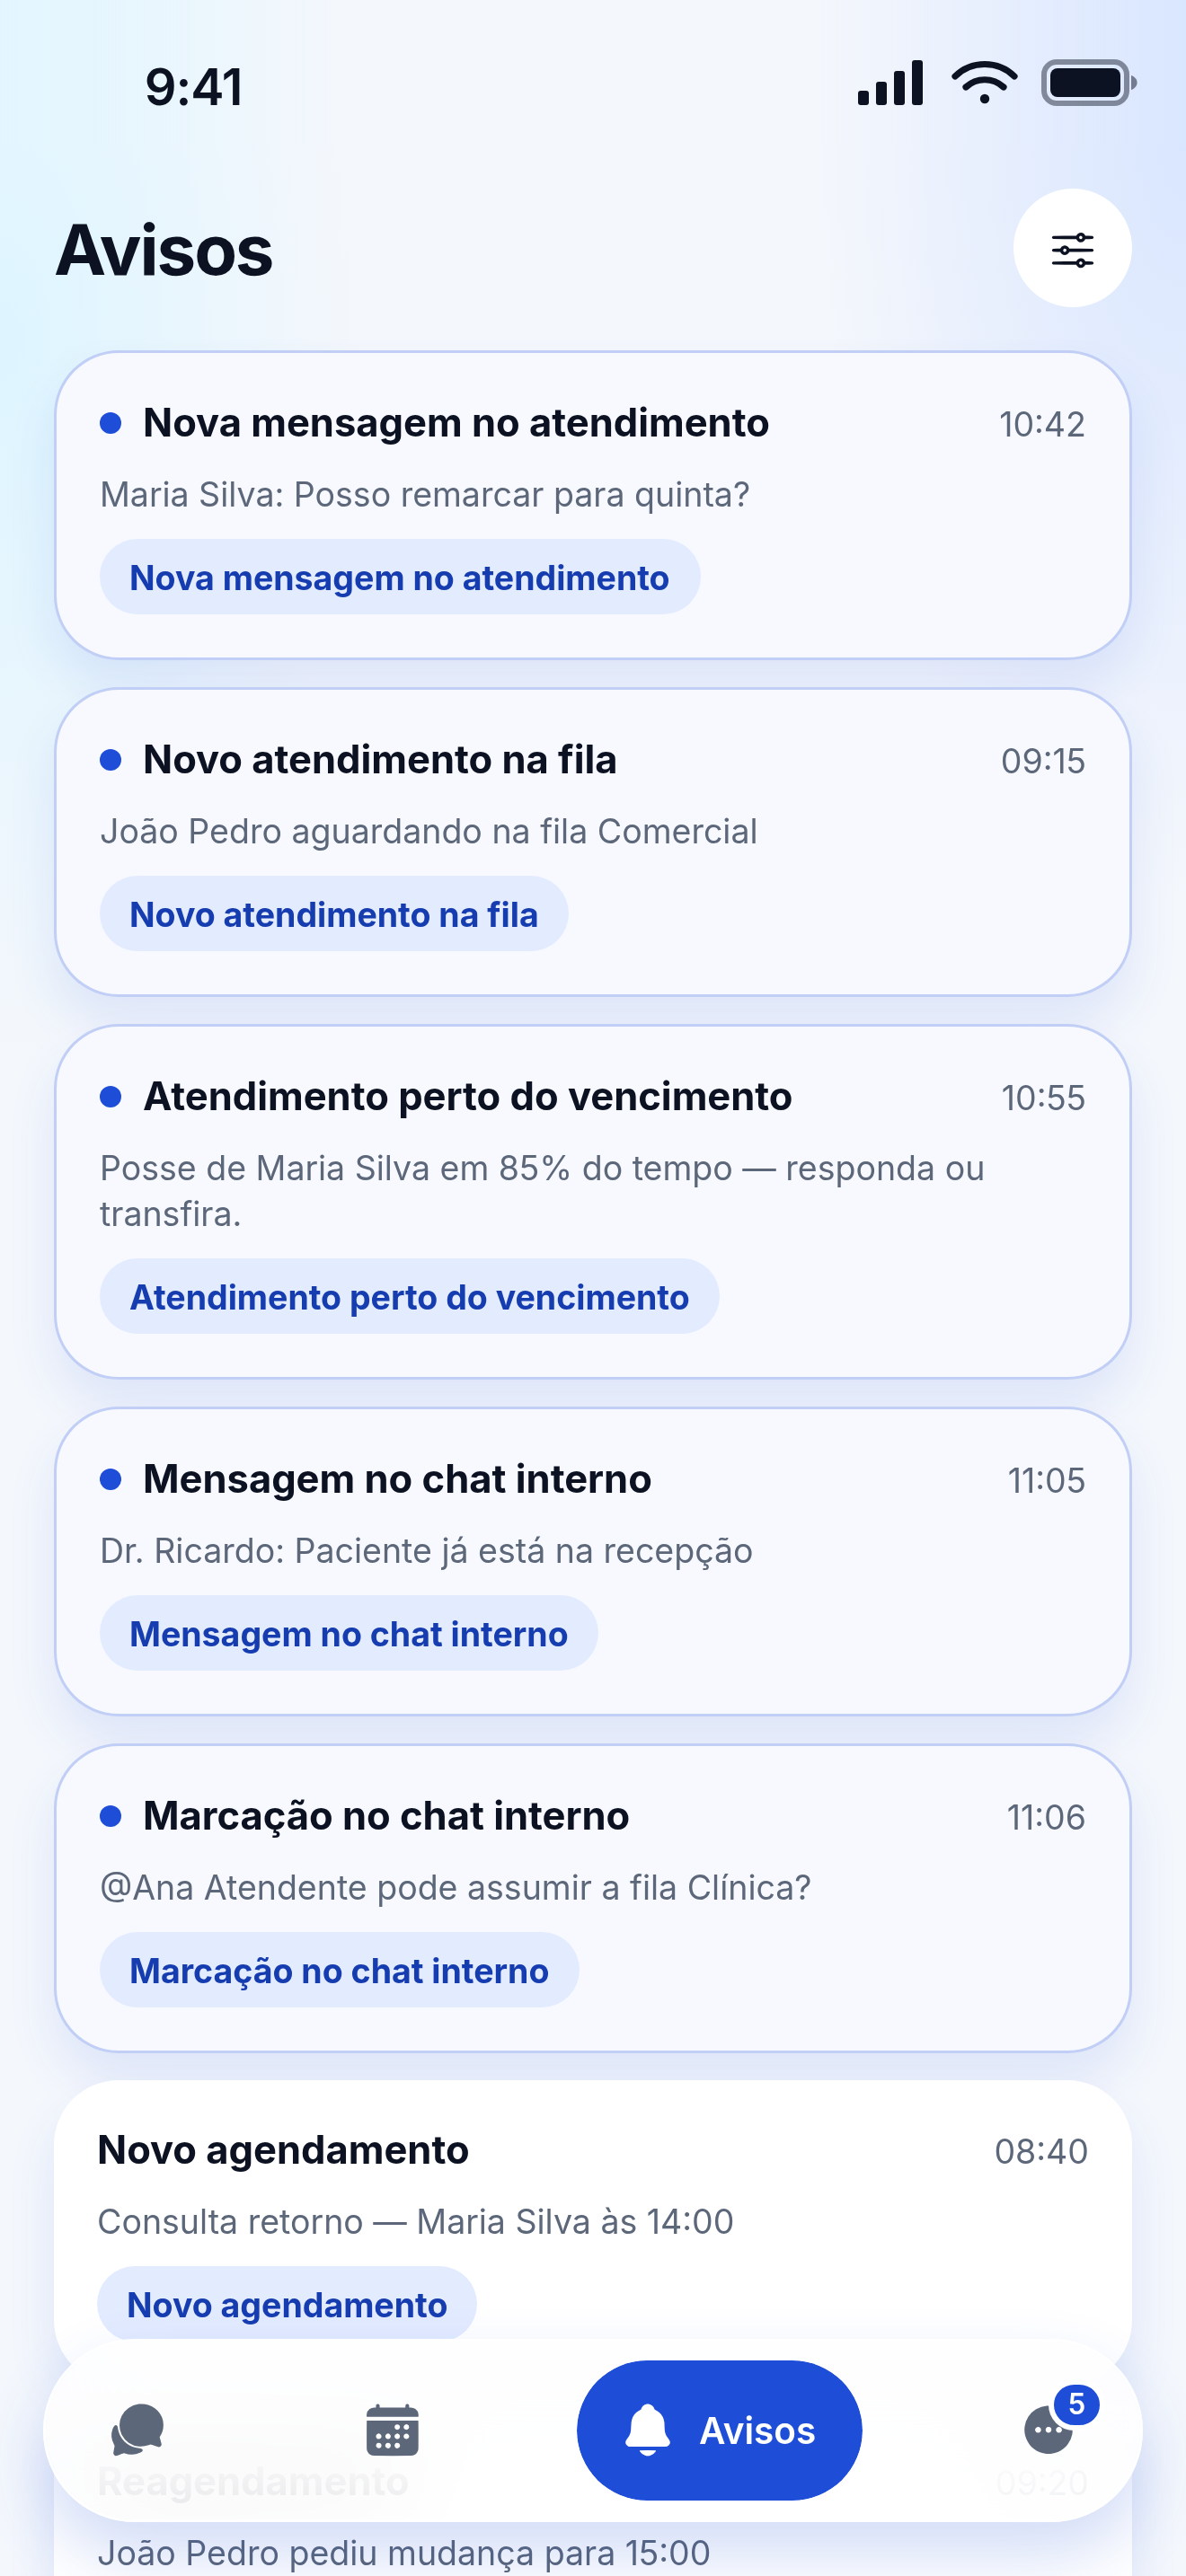 9:41
Avisos
Nova mensagem no atendimento 10:42
Maria Silva: Posso remarcar para quinta?
Nova mensagem no atendimento
Novo atendimento na fila 09:15
João Pedro aguardando na fila Comercial
Novo atendimento na fila
Atendimento perto do vencimento 10:55
Posse de Maria Silva em 85% do tempo — responda ou
transfira.
Atendimento perto do vencimento
Mensagem no chat interno 11:05
Dr. Ricardo: Paciente já está na recepção
Mensagem no chat interno
Marcação no chat interno 11:06
@Ana Atendente pode assumir a fila Clínica?
Marcação no chat interno
Novo agendamento 08:40
Consulta retorno — Maria Silva às 14:00
Novo agendamento
Avisos 5
Reagendamento 09:20
João Pedro pediu mudança para 15:00